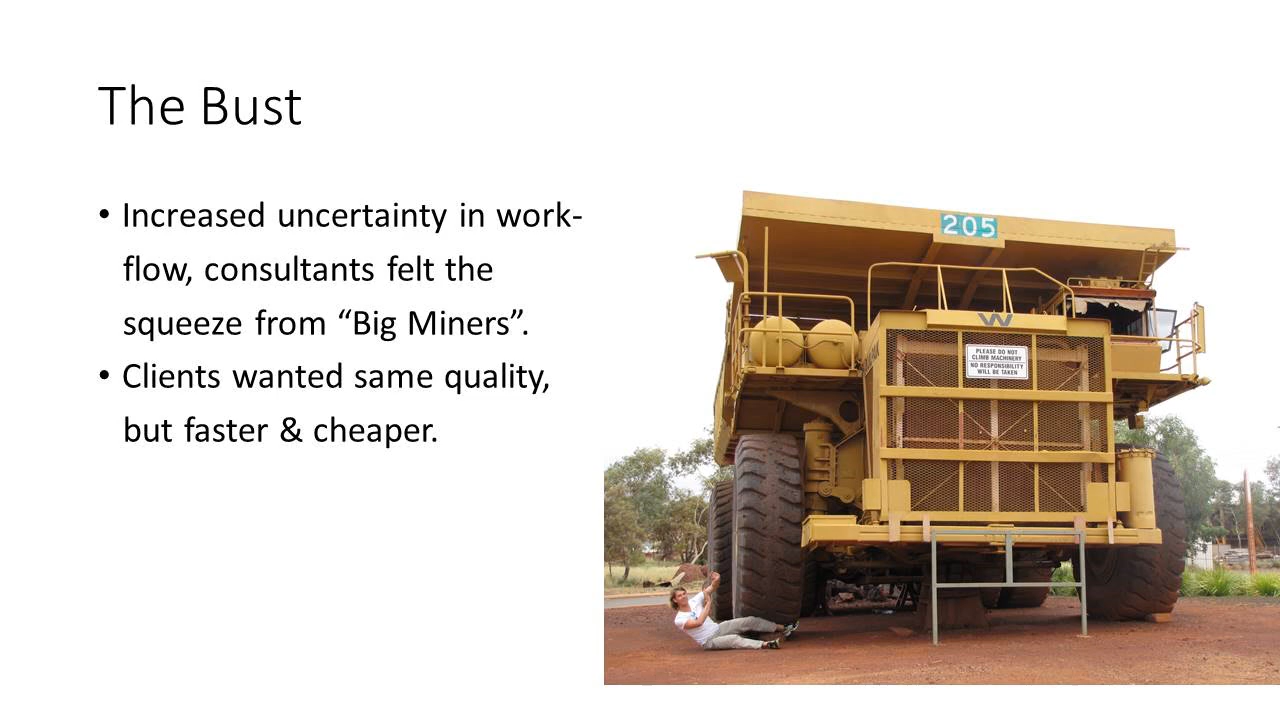 The Bust
• Increased uncertainty in work-
flow, consultants felt the
squeeze from “Big Miners”.
• Clients wanted same quality,
but faster & cheaper.
205
W
PLEASE DO NOT
CLIMB MACHINERY
NO RESPONSIBILITY
WILL BE TAKEN